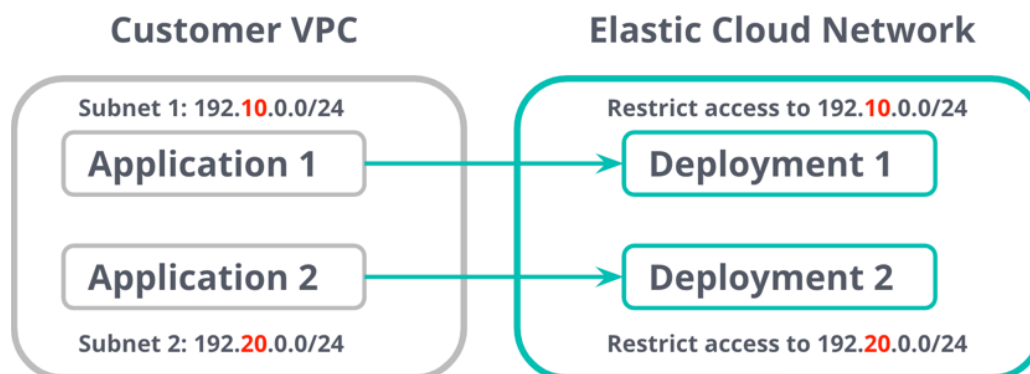 Customer VPC
Elastic Cloud Network
Subnet 1: 192.10.0.0/24
Restrict access to 192.10.0.0/24
Application 1
Deployment 1
Application 2
Deployment 2
Subnet 2: 192.20.0.0/24
Restrict access to 192.20.0.0/24